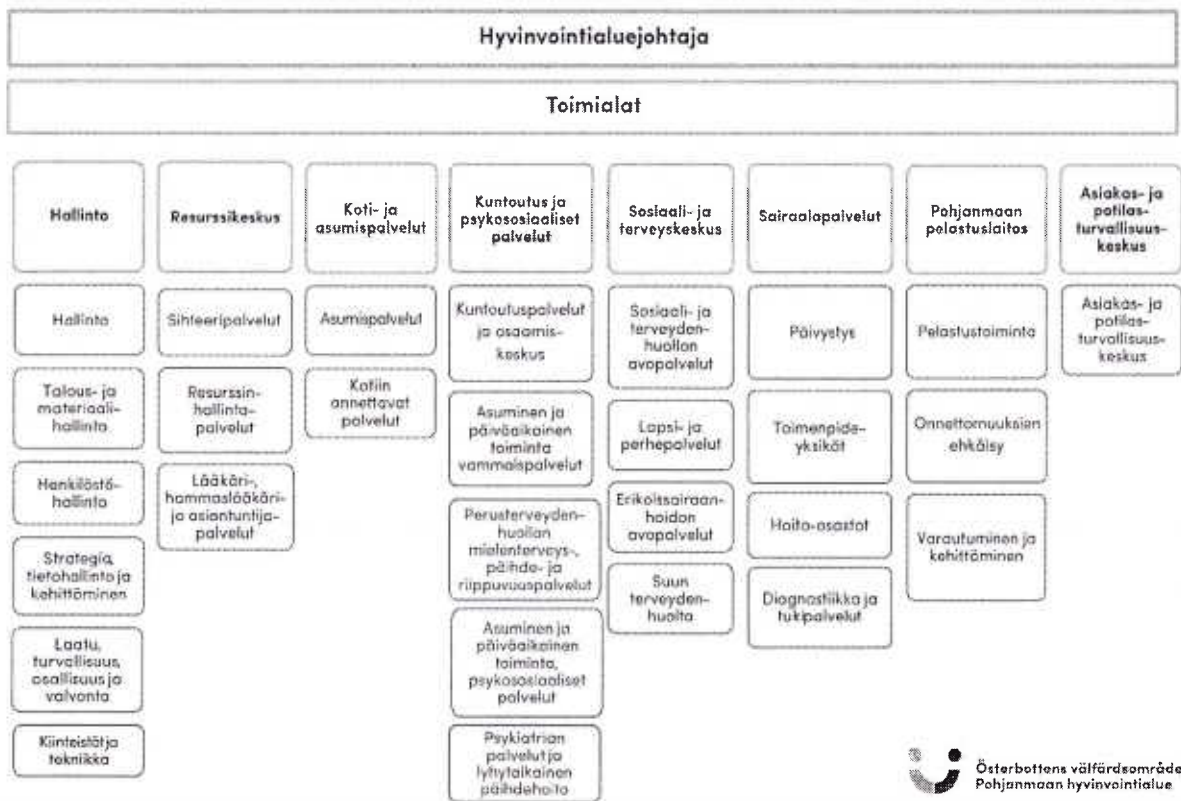 Hyvinvointialuejohtaja
Toimialat
Hallinto
Hallinto
Talous- ja
materiaali-
hallinto
Henkilöstö-
hallinto
Strategia,
tietohallinto ja
kehittäminen
Laatu,
turvallisuus,
osallisuus ja
valvonta
Kiinteistöt ja
tekniikka
Resurssikeskus
Sihteeripalvelut
Resurssin-
hallinta-
palvelut
Lääkäri-,
hammaslääkäri-
ja asiantuntija-
palvelut
Koti- ja
asumispalvelut
Asumispalvelut
Kotiin
annettavat
palvelut
Kuntoutus ja
psykososiaaliset
palvelut
Kuntoutuspalvelut
ja osaamis-
keskus
Asuminen ja
päiväaikainen
toiminta
vammaispalvelut
Perusterveyden-
huollon
mielenterveys-,
päihde- ja
riippuvuuspalvelut
Asuminen ja
päiväaikainen
toiminta,
psykososiaaliset
palvelut
Psykiatrian
palvelut ja
lyhytaikainen
päihdehoito
Sosiaali- ja
terveyskeskus
Sosiaali- ja
terveyden-
huollon
avopalvelut
Lapsi- ja
perhepalvelut
Erikoissairaan-
hoidon
avopalvelut
Suun
terveyden-
huolto
Sairaalapalvelut
Päivystys
Toimenpide-
yksiköt
Hoito-osastot
Diagnostiikka ja
tukipalvelut
Pohjanmaan
pelastuslaitos
Pelastustoiminta
Onnettomuuksien
ehkäisy
Varautuminen ja
kehittäminen
Asiakas- ja
potilas-
turvallisuus-
keskus
Asiakas- ja
potilas-
turvallisuus-
keskus
Österbottens välfärdsområde
Pohjanmaan hyvinvointialue